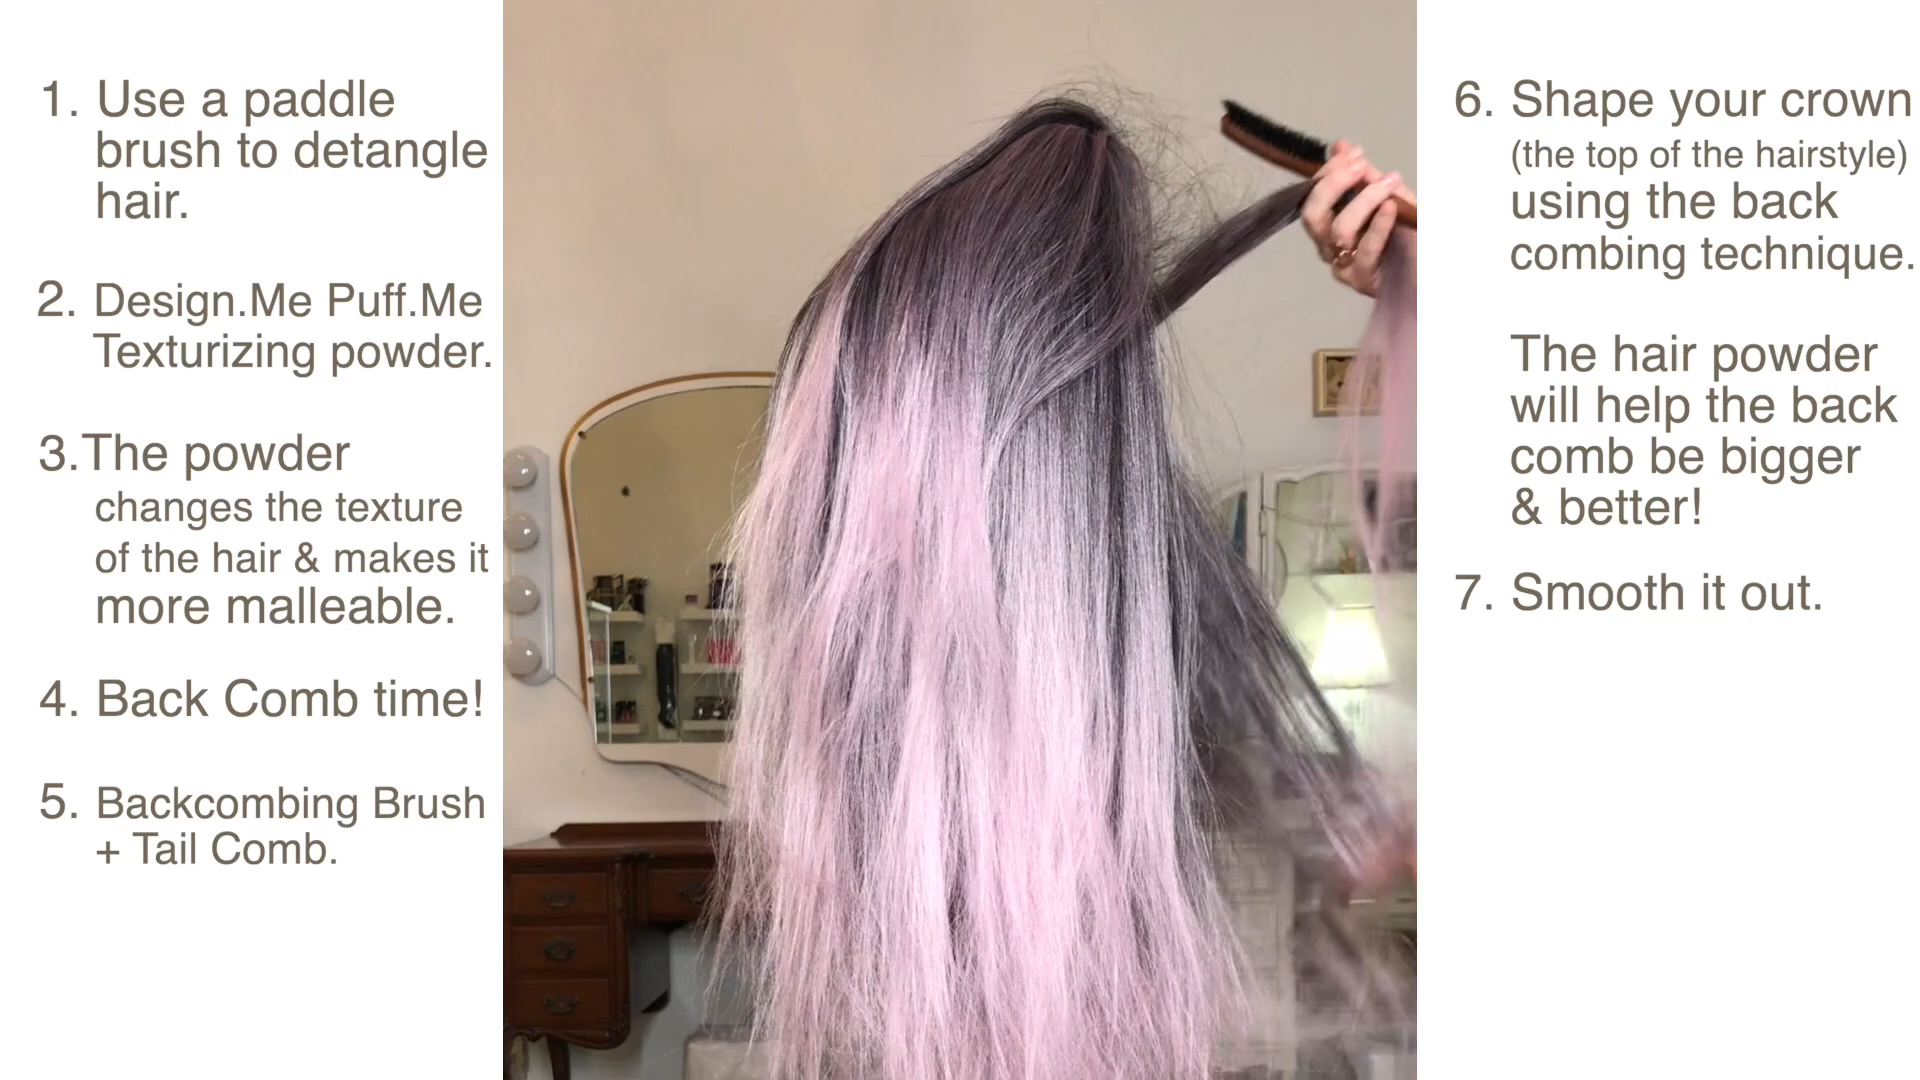 1. Use a paddle
brush to detangle
hair.
2. Design.Me Puff.Me
Texturizing powder.
3.The powder
changes the texture
of the hair & makes it
more malleable.
4. Back Comb time!
5. Backcombing Brush
+ Tail Comb.
6. Shape your crown
(the top of the hairstyle)
using the back
combing technique.
The hair powder
will help the back
comb be bigger
& better!
7. Smooth it out.